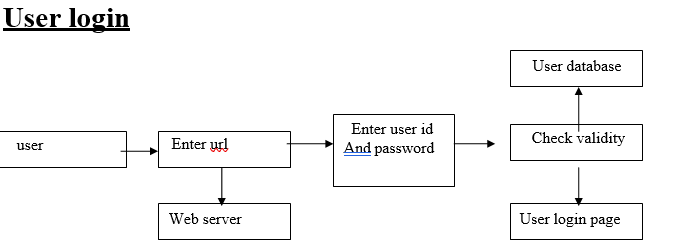 User login
User database
user
Enter url
Enter user id
And password
Check validity
Web server
User login page